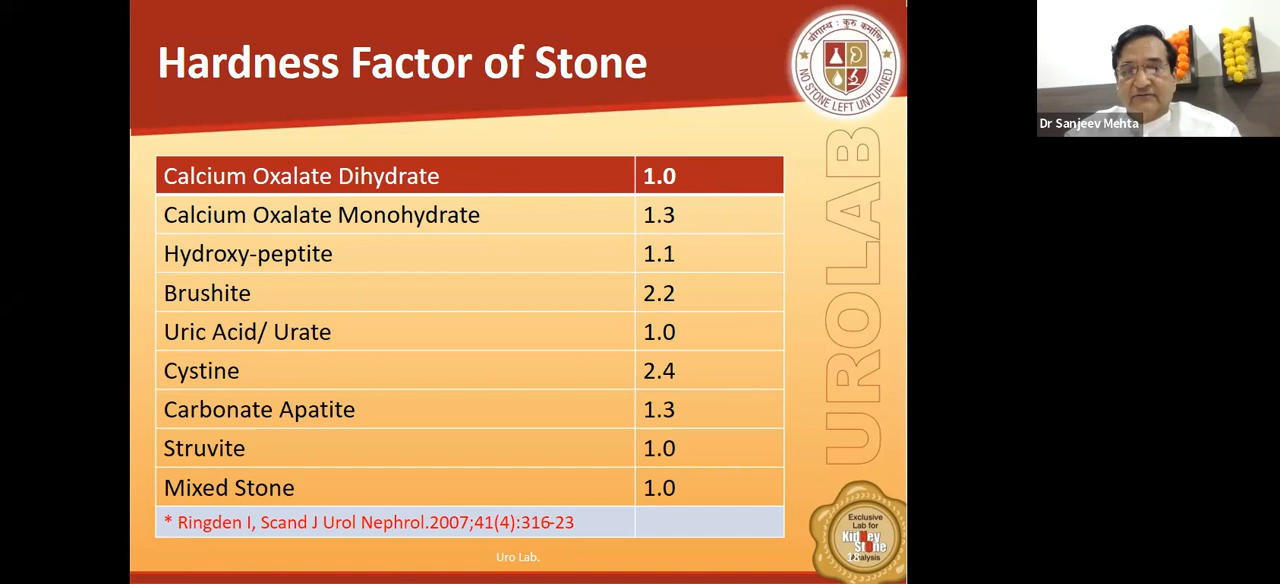 Hardness Factor of Stone
योगास्थ : कुरु कर्माणि
NO STONE LEFT UNTURNED
Dr Sanjeev Mehta
Calcium Oxalate Dihydrate 1.0
Calcium Oxalate Monohydrate 1.3
Hydroxy-peptite 1.1
Brushite 2.2
Uric Acid/ Urate 1.0
Cystine 2.4
Carbonate Apatite 1.3
Struvite 1.0
Mixed Stone 1.0
* Ringden I, Scand J Urol Nephrol.2007;41(4):316-23
UROLAB
Exclusive
Lab for
Kidney
Stone
Analysis
Uro Lab.